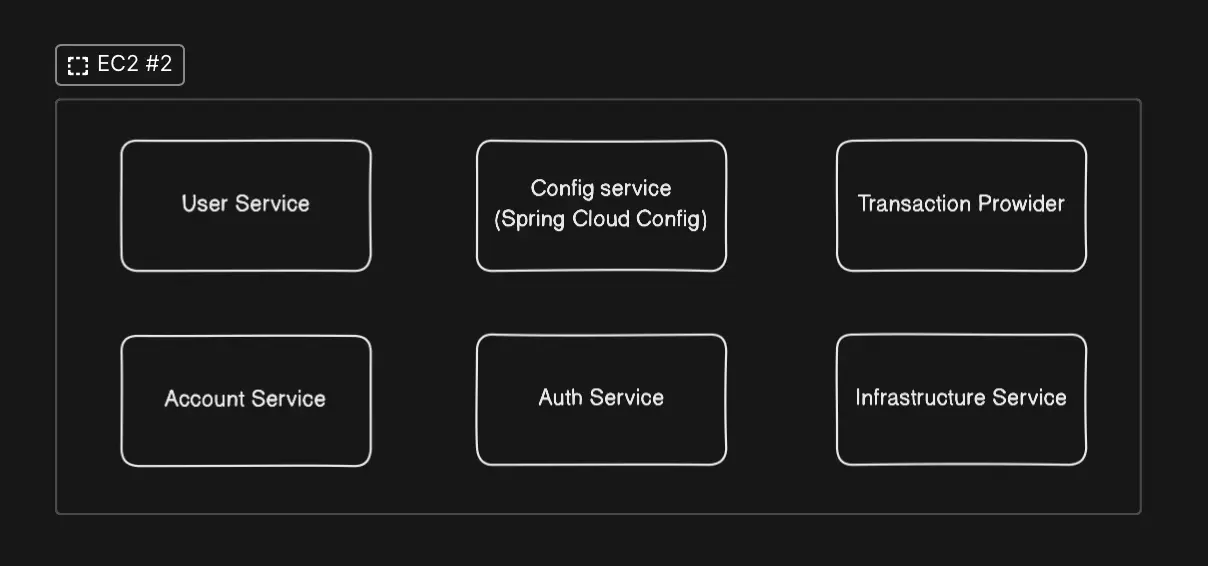 EC2 #2
User Service
Config service
(Spring Cloud Config)
Transaction Prowider
Account Service
Auth Service
Infrastructure Service